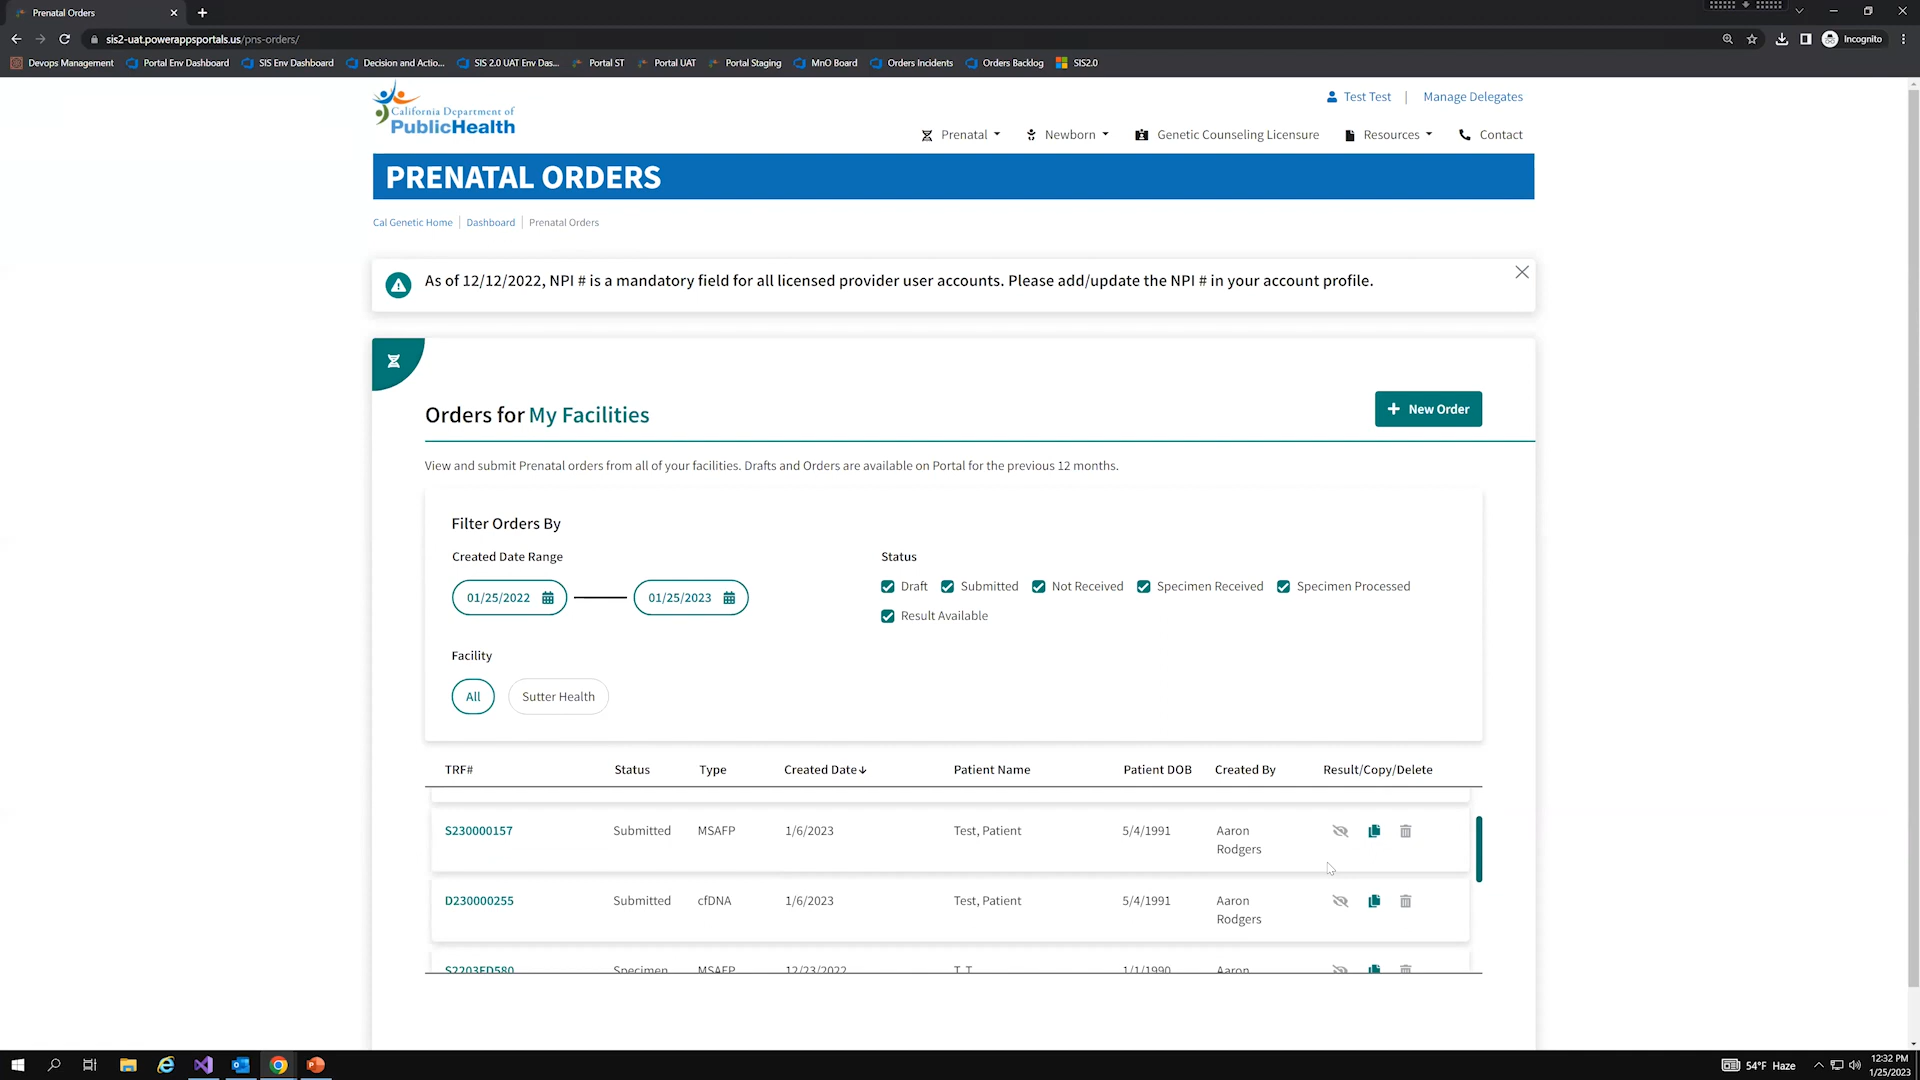 Prenatal Orders
sis2-uat.powerappsportals.us/pns-orders/
Incognito
Devops Management Portal Env Dashboard SIS Env Dashboard Decision and Actio... SIS 2.0 UAT Env Das... Portal ST Portal UAT Portal Staging MnO Board Orders Incidents Orders Backlog SIS2.0
California Department of
PublicHealth
Test Test | Manage Delegates
Prenatal Newborn Genetic Counseling Licensure Resources Contact
PRENATAL ORDERS
Cal Genetic Home | Dashboard | Prenatal Orders
As of 12/12/2022, NPI # is a mandatory field for all licensed provider user accounts. Please add/update the NPI # in your account profile.
Orders for My Facilities
+ New Order
View and submit Prenatal orders from all of your facilities. Drafts and Orders are available on Portal for the previous 12 months.
Filter Orders By
Created Date Range
01/25/2022 01/25/2023
Status
Draft Submitted Not Received Specimen Received Specimen Processed
Result Available
Facility
All Sutter Health
TRF# Status Type Created Date↓ Patient Name Patient DOB Created By Result/Copy/Delete
S230000157 Submitted MSAFP 1/6/2023 Test, Patient 5/4/1991 Aaron
Rodgers
D230000255 Submitted cfDNA 1/6/2023 Test, Patient 5/4/1991 Aaron
Rodgers
S2203FD580 Specimen MSAFP 12/23/2022 T, T 1/1/1990 Aaron
54°F Haze
12:32 PM
1/25/2023